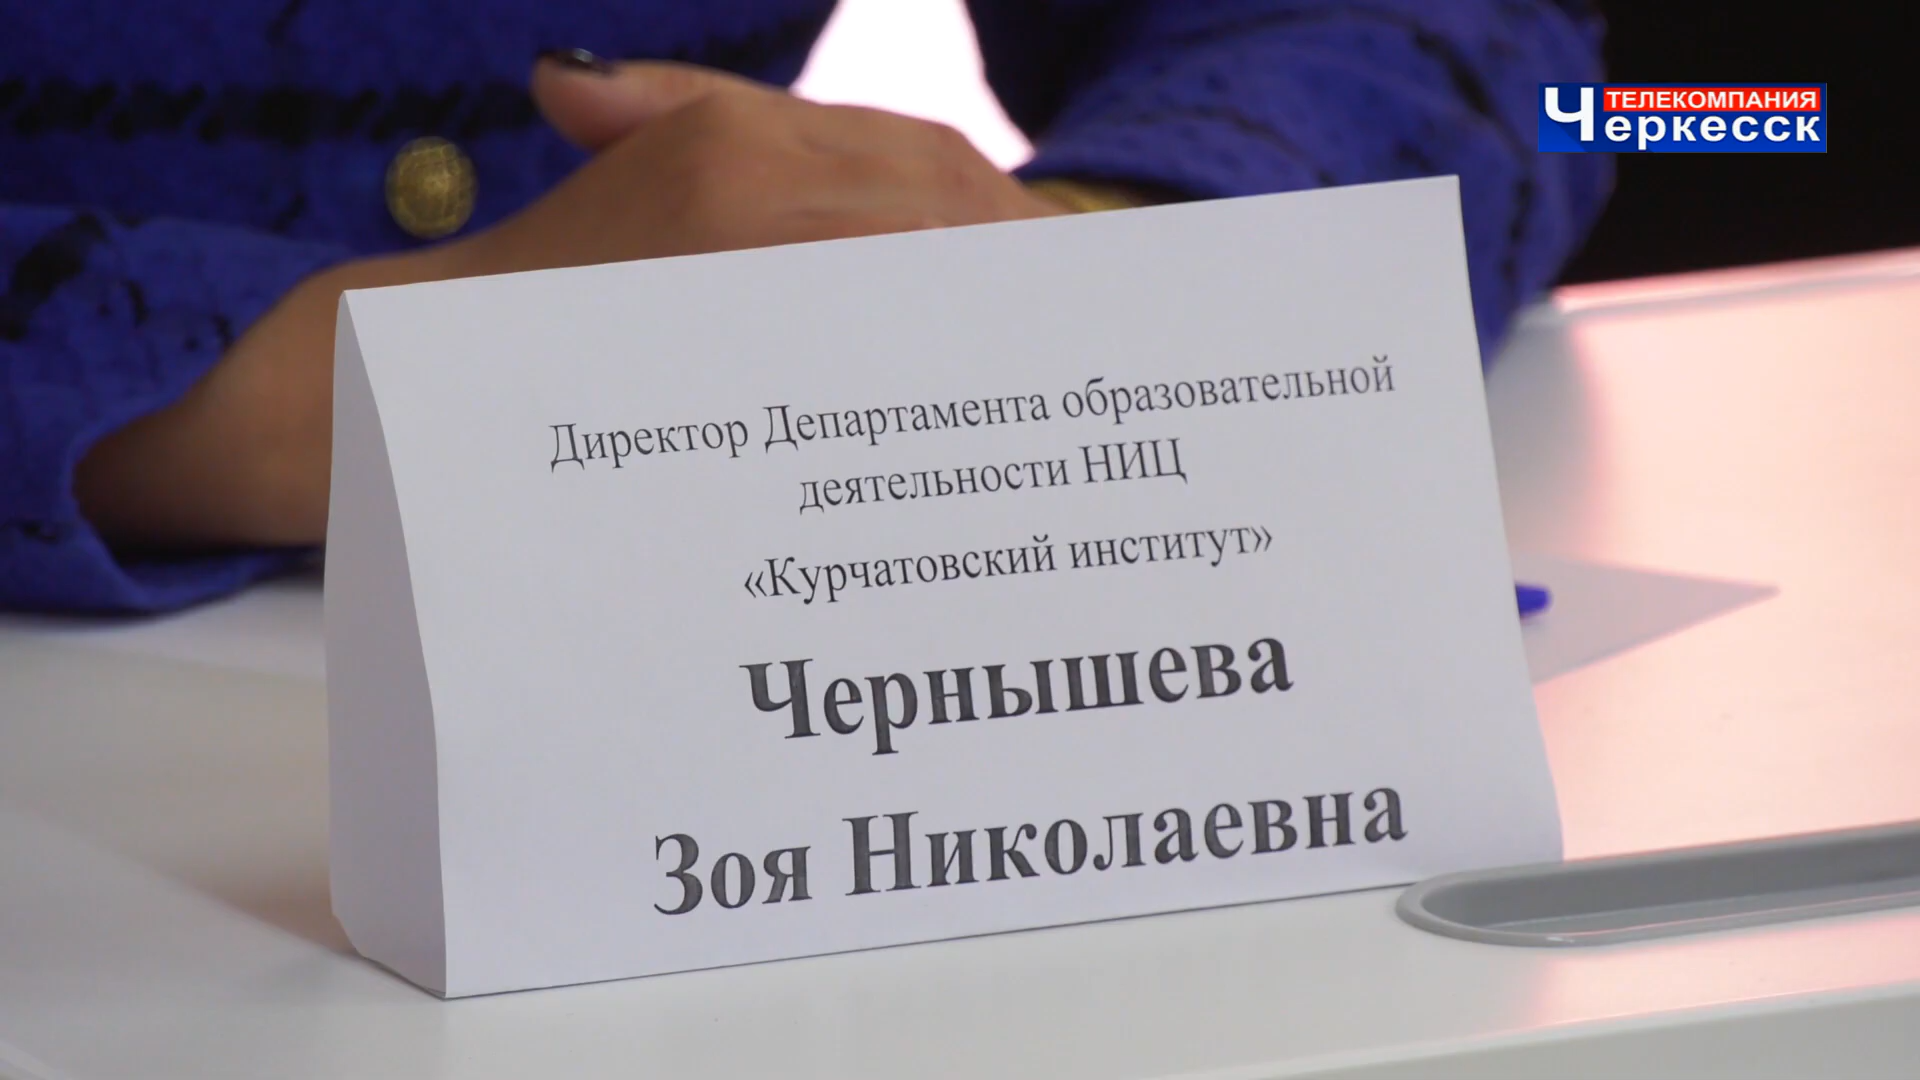 ТЕЛЕКОМПАНИЯ
Черкесск
Директор Департамента образовательной
деятельности НИЦ
«Курчатовский институт»
Чернышева
Зоя Николаевна